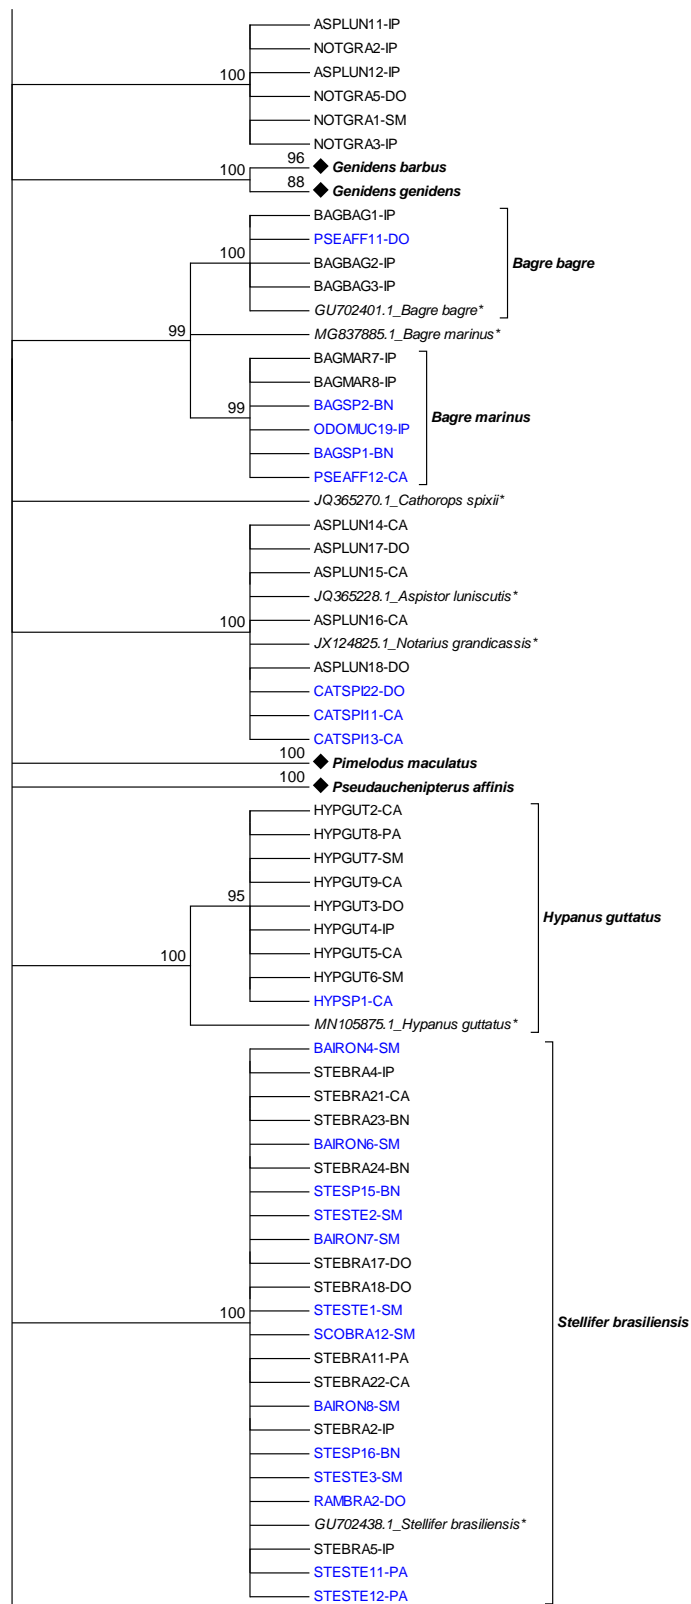 ASPLUN11-IP
NOTGRA2-IP
ASPLUN12-IP
100
NOTGRA5-DO
NOTGRA1-SM
NOTGRA3-IP
96
◆ Genidens barbus
100
88
◆ Genidens genidens
BAGBAG1-IP
PSEAFF11-DO
100
BAGBAG2-IP
Bagre bagre
BAGBAG3-IP
GU702401.1_Bagre bagre*
99
MG837885.1_Bagre marinus*
BAGMAR7-IP
BAGMAR8-IP
99
BAGSP2-BN
Bagre marinus
ODOMUC19-IP
BAGSP1-BN
PSEAFF12-CA
JQ365270.1_Cathorops spixii*
ASPLUN14-CA
ASPLUN17-DO
ASPLUN15-CA
JQ365228.1_Aspistor luniscutis*
100
ASPLUN16-CA
JX124825.1_Notarius grandicassis*
ASPLUN18-DO
CATSPI22-DO
CATSPI11-CA
CATSPI13-CA
100
◆ Pimelodus maculatus
100
◆ Pseudauchenipterus affinis
HYPGUT2-CA
HYPGUT8-PA
HYPGUT7-SM
HYPGUT9-CA
95
HYPGUT3-DO
Hypanus guttatus
HYPGUT4-IP
100
HYPGUT5-CA
HYPGUT6-SM
HYPSP1-CA
MN105875.1_Hypanus guttatus*
BAIRON4-SM
STEBRA4-IP
STEBRA21-CA
STEBRA23-BN
BAIRON6-SM
STEBRA24-BN
STESP15-BN
STESTE2-SM
BAIRON7-SM
STEBRA17-DO
STEBRA18-DO
100
STESTE1-SM
Stellifer brasiliensis
SCOBRA12-SM
STEBRA11-PA
STEBRA22-CA
BAIRON8-SM
STEBRA2-IP
STESP16-BN
STESTE3-SM
RAMBRA2-DO
GU702438.1_Stellifer brasiliensis*
STEBRA5-IP
STESTE11-PA
STESTE12-PA